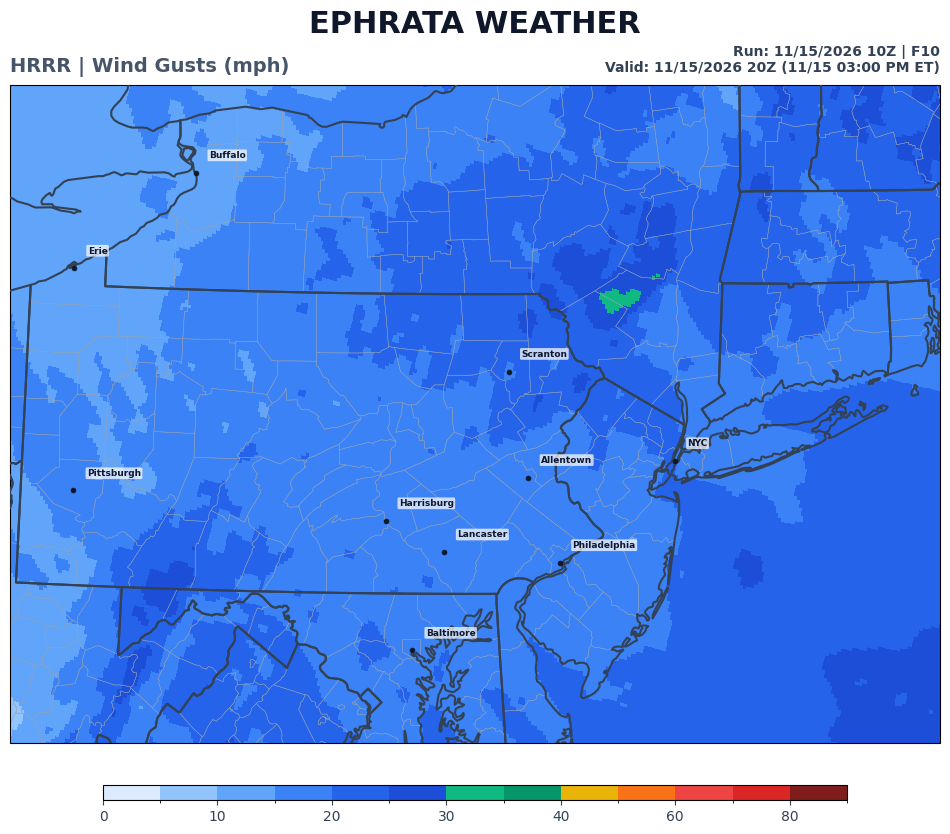 EPHRATA WEATHER
HRRR | Wind Gusts (mph)
Run: 11/15/2026 10Z | F10
Valid: 11/15/2026 20Z (11/15 03:00 PM ET)
Buffalo
Erie
Scranton
NYC
Allentown
Pittsburgh
Harrisburg
Lancaster
Philadelphia
Baltimore
0 10 20 30 40 60 80